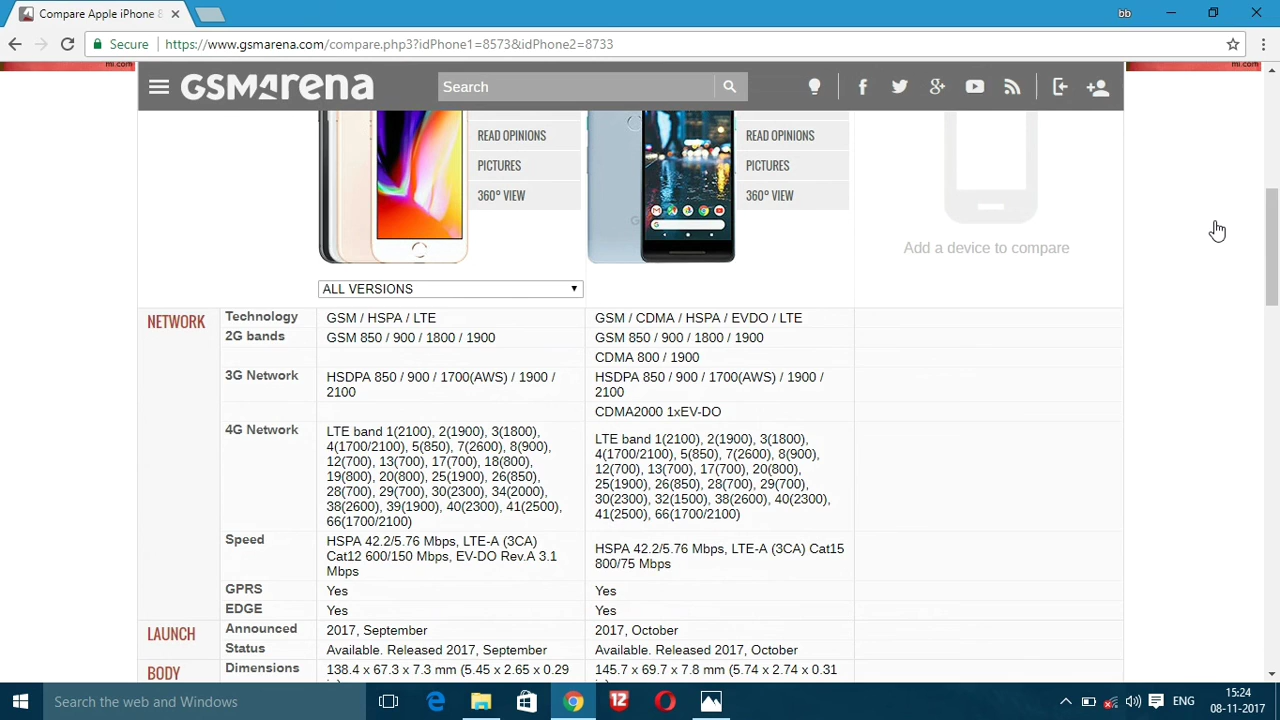 Compare Apple iPhone 8
bb
Secure
https://www.gsmarena.com/compare.php3?idPhone1=8573&idPhone2=8733
mi.com
mi.com
GSMArena
Search
READ OPINIONS
READ OPINIONS
PICTURES
PICTURES
360° VIEW
360° VIEW
Add a device to compare
ALL VERSIONS
NETWORK
Technology
GSM / HSPA / LTE
GSM / CDMA / HSPA / EVDO / LTE
2G bands
GSM 850 / 900 / 1800 / 1900
GSM 850 / 900 / 1800 / 1900
CDMA 800 / 1900
3G Network
HSDPA 850 / 900 / 1700(AWS) / 1900 /
2100
HSDPA 850 / 900 / 1700(AWS) / 1900 /
2100
CDMA2000 1xEV-DO
4G Network
LTE band 1(2100), 2(1900), 3(1800),
4(1700/2100), 5(850), 7(2600), 8(900),
12(700), 13(700), 17(700), 18(800),
19(800), 20(800), 25(1900), 26(850),
28(700), 29(700), 30(2300), 34(2000),
38(2600), 39(1900), 40(2300), 41(2500),
66(1700/2100)
LTE band 1(2100), 2(1900), 3(1800),
4(1700/2100), 5(850), 7(2600), 8(900),
12(700), 13(700), 17(700), 20(800),
25(1900), 26(850), 28(700), 29(700),
30(2300), 32(1500), 38(2600), 40(2300),
41(2500), 66(1700/2100)
Speed
HSPA 42.2/5.76 Mbps, LTE-A (3CA)
Cat12 600/150 Mbps, EV-DO Rev.A 3.1
Mbps
HSPA 42.2/5.76 Mbps, LTE-A (3CA) Cat15
800/75 Mbps
GPRS
Yes
Yes
EDGE
Yes
Yes
LAUNCH
Announced
2017, September
2017, October
Status
Available. Released 2017, September
Available. Released 2017, October
BODY
Dimensions
138.4 x 67.3 x 7.3 mm (5.45 x 2.65 x 0.29
145.7 x 69.7 x 7.8 mm (5.74 x 2.74 x 0.31
Search the web and Windows
12
ENG
15:24
08-11-2017